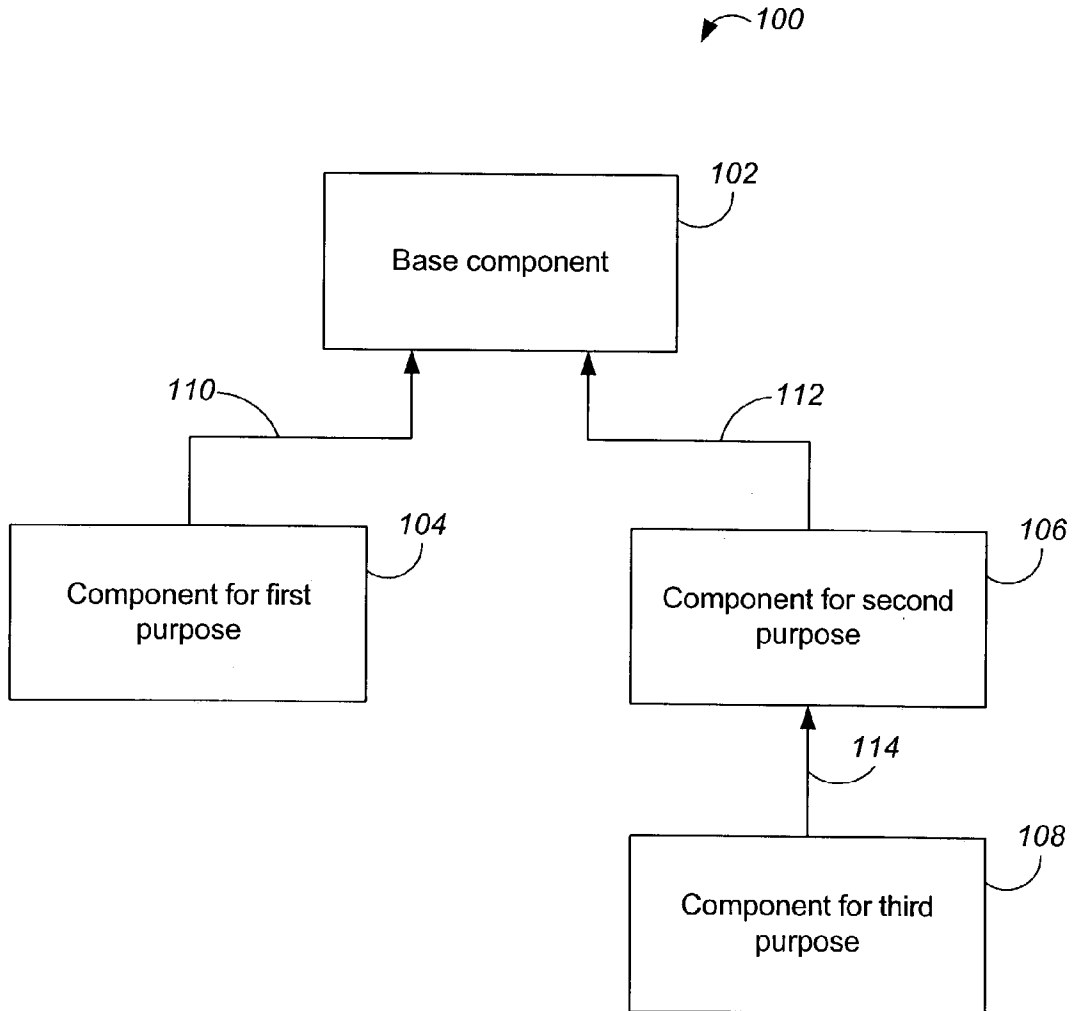 100
102
Base component
110
112
104
Component for first
purpose
106
Component for second
purpose
114
108
Component for third
purpose